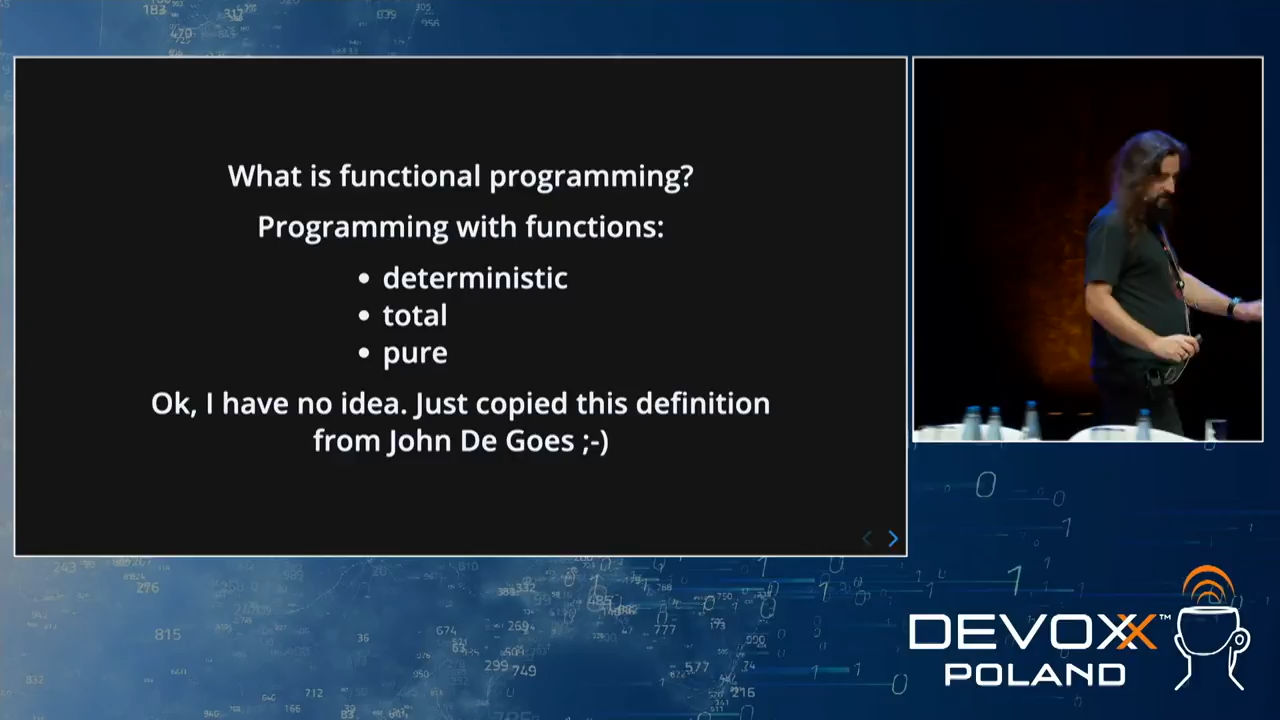 What is functional programming?
Programming with functions:
• deterministic
• total
• pure
Ok, I have no idea. Just copied this definition
from John De Goes ;-)
DEVOXX™
POLAND